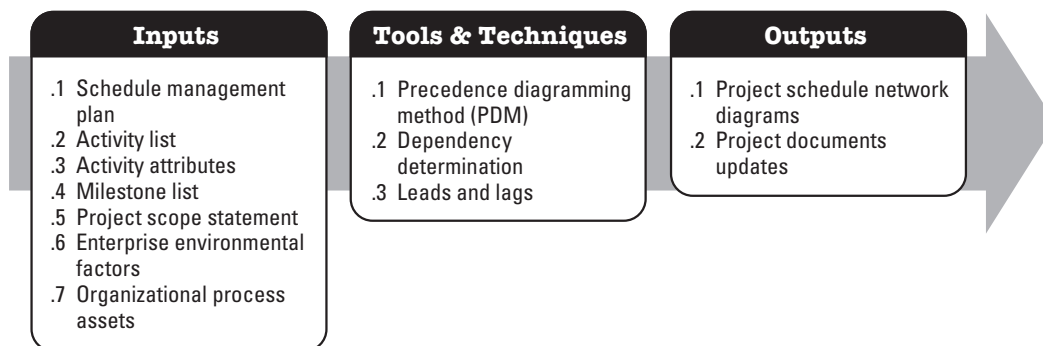 Inputs
.1 Schedule management
plan
.2 Activity list
.3 Activity attributes
.4 Milestone list
.5 Project scope statement
.6 Enterprise environmental
factors
.7 Organizational process
assets
Tools & Techniques
.1 Precedence diagramming
method (PDM)
.2 Dependency
determination
.3 Leads and lags
Outputs
.1 Project schedule network
diagrams
.2 Project documents
updates